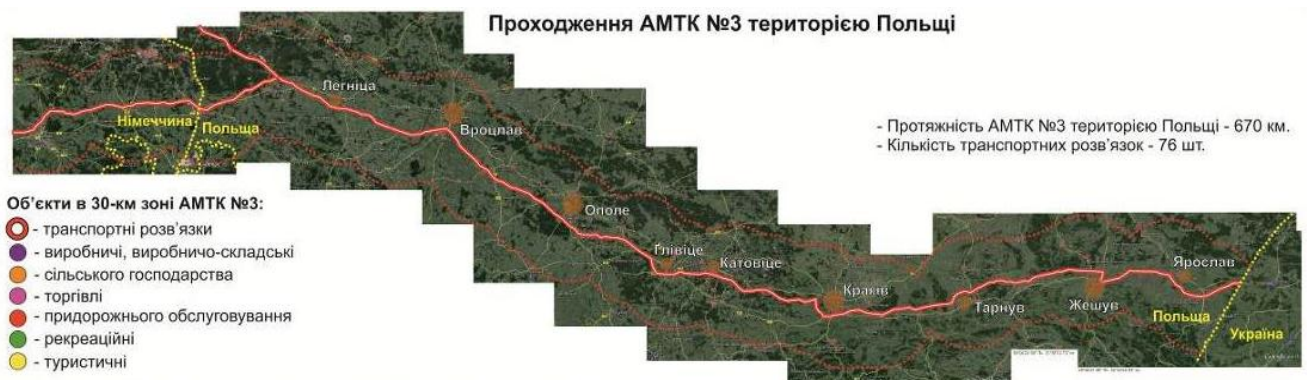 Проходження АМТК №3 територією Польщі
- Протяжність АМТК №3 територією Польщі - 670 км.
- Кількість транспортних розв’язок - 76 шт.
Німеччина
Польща
Легніца
Вроцлав
Ополе
Глівіце
Катовіце
Краків
Тарнув
Жешув
Ярослав
Польща
Україна
Об’єкти в 30-км зоні АМТК №3:
- транспортні розв’язки
- виробничі, виробничо-складські
- сільського господарства
- торгівлі
- придорожнього обслуговування
- рекреаційні
- туристичні